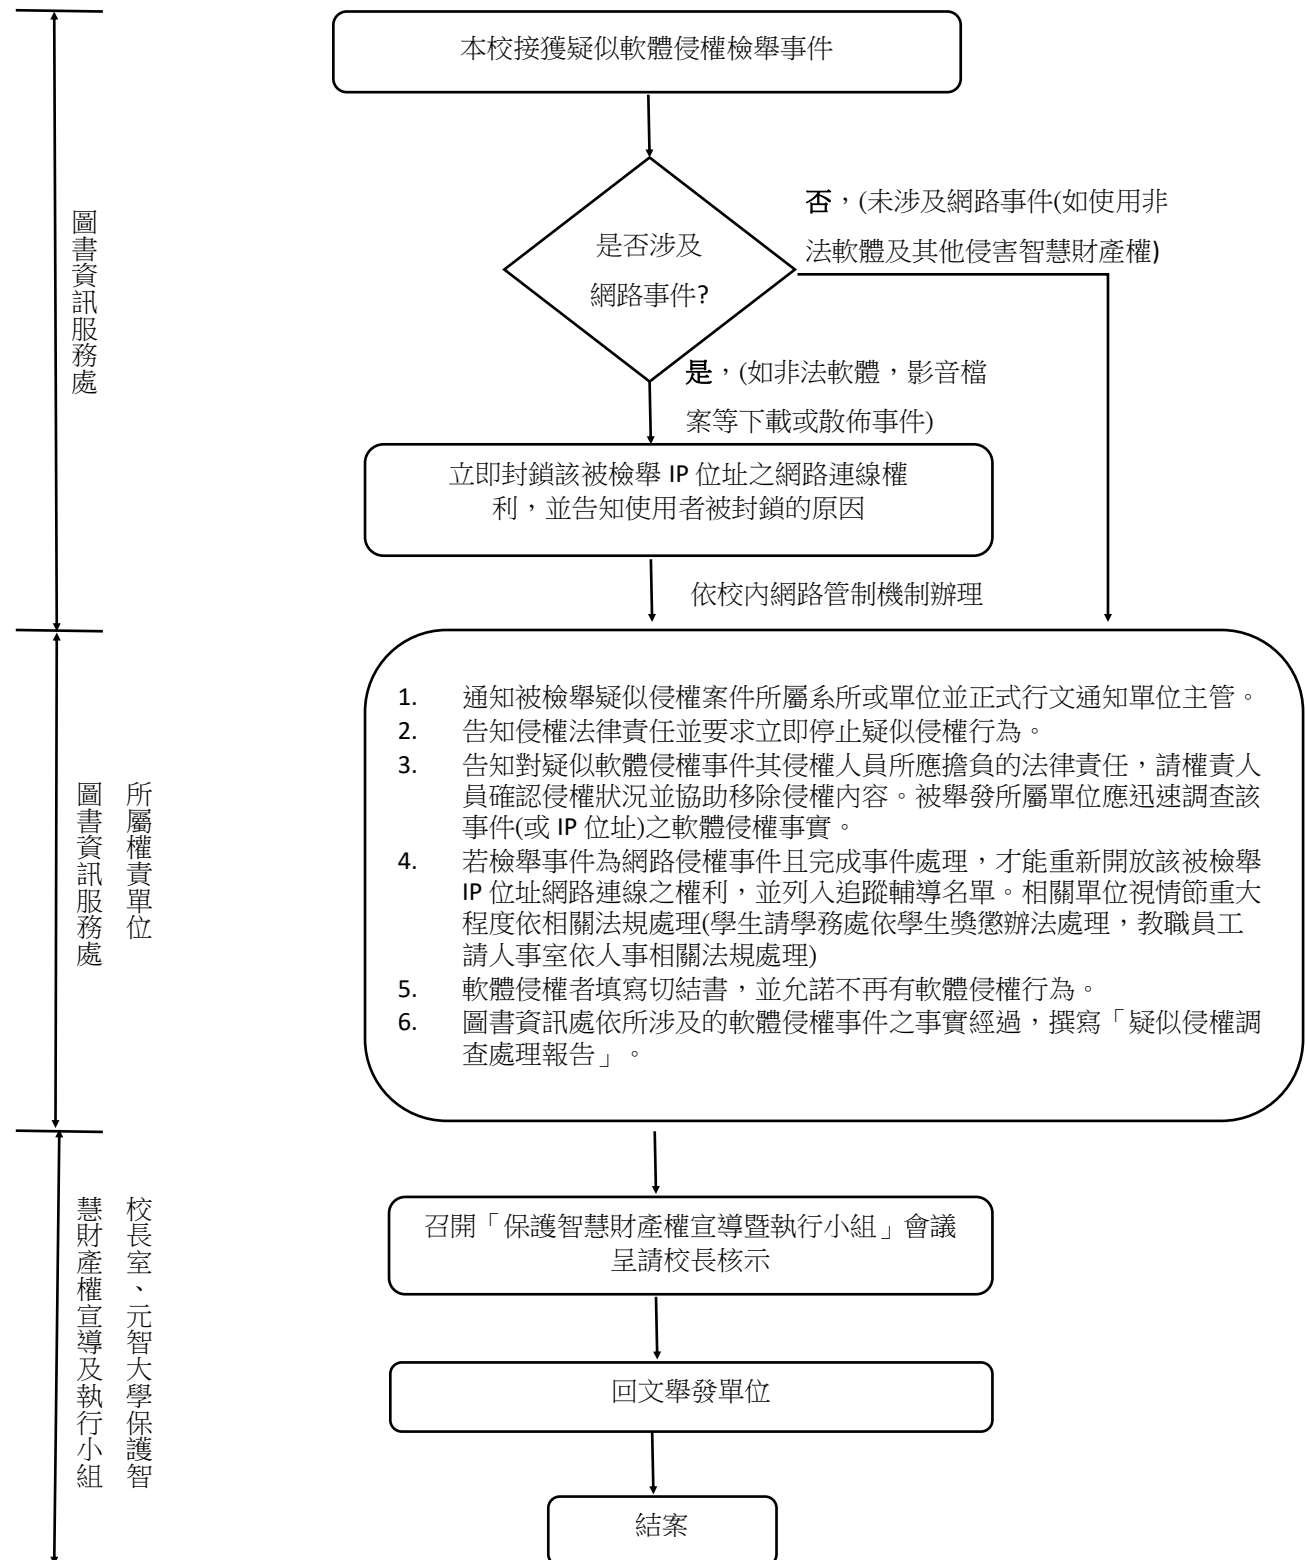 本校接獲疑似軟體侵權檢舉事件
是否涉及
網路事件?
否，(未涉及網路事件(如使用非
法軟體及其他侵害智慧財產權)
是，(如非法軟體，影音檔
案等下載或散佈事件)
立即封鎖該被檢舉 IP 位址之網路連線權
利，並告知使用者被封鎖的原因
依校內網路管制機制辦理
圖書資訊服務處
1. 通知被檢舉疑似侵權案件所屬系所或單位並正式行文通知單位主管。
2. 告知侵權法律責任並要求立即停止疑似侵權行為。
3. 告知對疑似軟體侵權事件其侵權人員所應擔負的法律責任，請權責人
員確認侵權狀況並協助移除侵權內容。被舉發所屬單位應迅速調查該
事件(或 IP 位址)之軟體侵權事實。
4. 若檢舉事件為網路侵權事件且完成事件處理，才能重新開放該被檢舉
IP 位址網路連線之權利，並列入追蹤輔導名單。相關單位視情節重大
程度依相關法規處理(學生請學務處依學生獎懲辦法處理，教職員工
請人事室依人事相關法規處理)
5. 軟體侵權者填寫切結書，並允諾不再有軟體侵權行為。
6. 圖書資訊處依所涉及的軟體侵權事件之事實經過，撰寫「疑似侵權調
查處理報告」。
所屬權責單位
圖書資訊服務處
召開「保護智慧財產權宣導暨執行小組」會議
呈請校長核示
回文舉發單位
結案
校長室、元智大學保護智
慧財產權宣導及執行小組